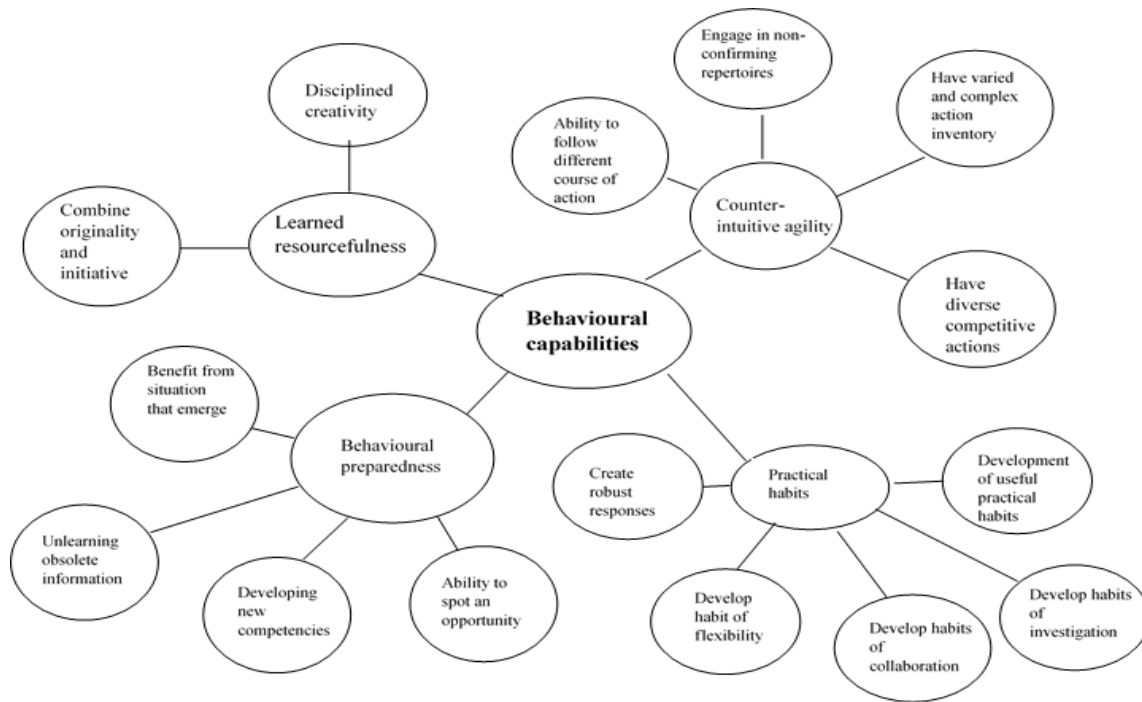 Engage in non-
confirming
repertoires
Disciplined
creativity
Have varied
and complex
action
inventory
Ability to
follow
different
course of
action
Combine
originality
and
initiative
Learned
resourcefulness
Counter-
intuitive agility
Have
diverse
competitive
actions
Behavioural
capabilities
Benefit from
situation
that emerge
Behavioural
preparedness
Create
robust
responses
Practical
habits
Development
of useful
practical
habits
Unlearning
obsolete
information
Developing
new
competencies
Ability to
spot an
opportunity
Develop
habit of
flexibility
Develop habits
of
collaboration
Develop habits
of
investigation